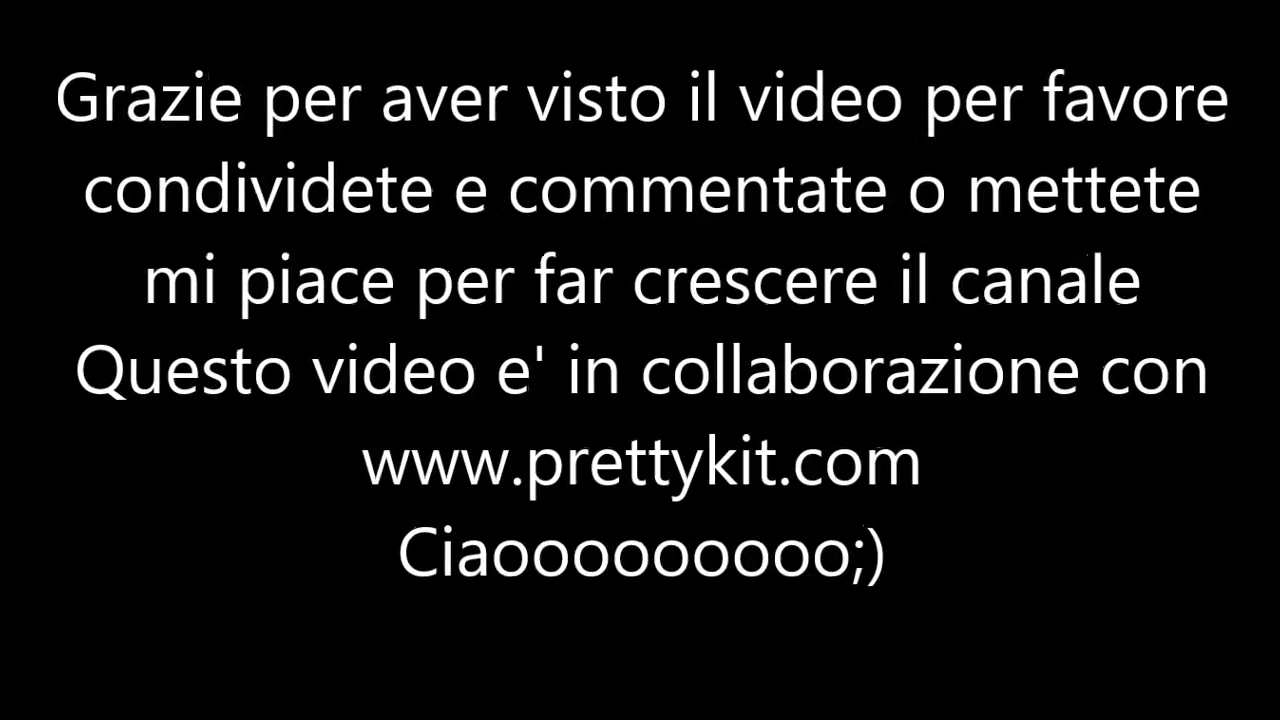 Grazie per aver visto il video per favore
condividete e commentate o mettete
mi piace per far crescere il canale
Questo video e' in collaborazione con
www.prettykit.com
Ciaooooooooo;)